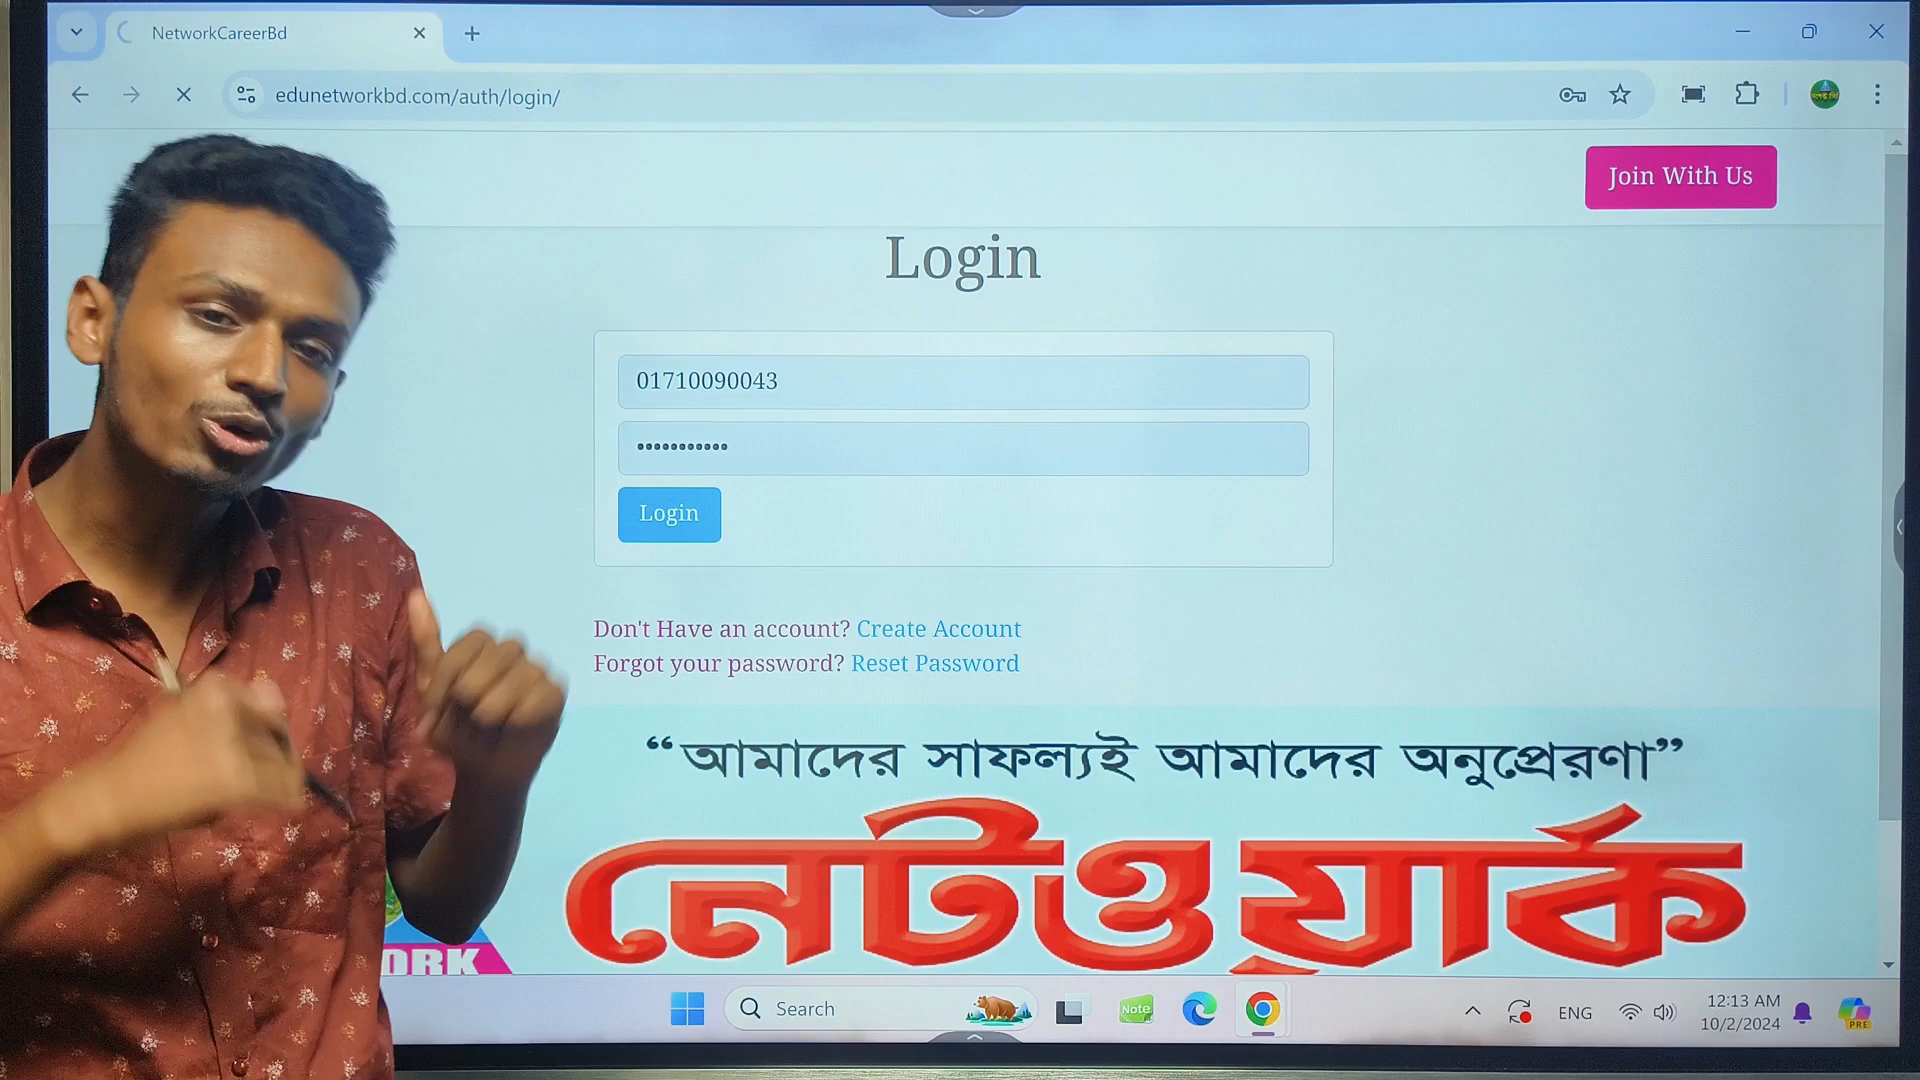 NetworkCareerBd
edunetworkbd.com/auth/login/
Join With Us
Login
01710090043
•••••••••••
Login
Don't Have an account? Create Account
Forgot your password? Reset Password
“আমাদের সাফল্যই আমাদের অনুপ্রেরণা”
নেটওয়ার্ক
ORK
Search
Note
ENG
12:13 AM
10/2/2024
PRE